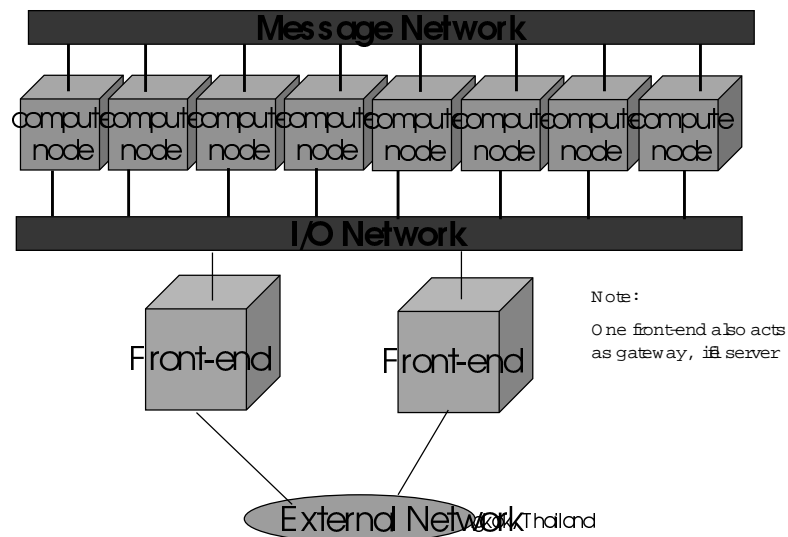 Message Network
compute node
compute node
compute node
compute node
compute node
compute node
compute node
compute node
I/O Network
Front-end
Front-end
Note:
One front-end also acts
as gateway, server
External Network
Thailand